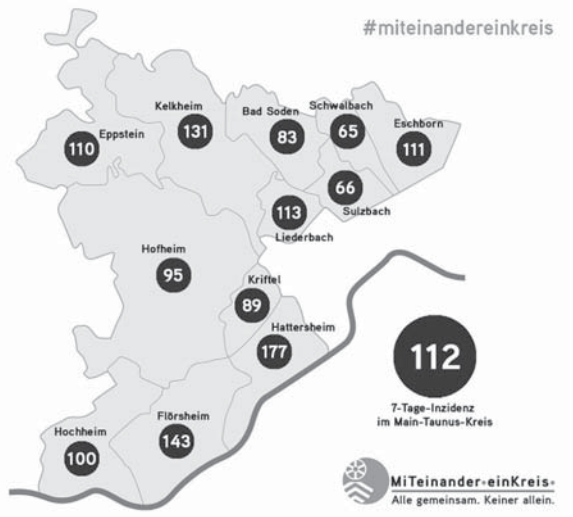 #miteinandereinkreis
Kelkheim
131
Bad Soden
83
Schwalbach
65
Eschborn
111
Eppstein
110
66
Sulzbach
113
Liederbach
Hofheim
95
Kriftel
89
Hattersheim
177
112
7-Tage-Inzidenz
im Main-Taunus-Kreis
Flörsheim
143
Hochheim
100
MiTeinander•einKreis•
Alle gemeinsam. Keiner allein.